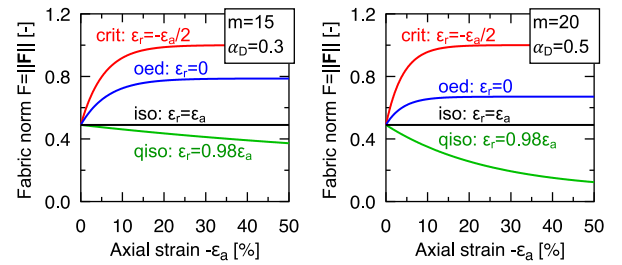 Fabric norm F=||F|| [-]
1.2
0.8
0.4
0.0
crit: εr=-εa/2
oed: εr=0
iso: εr=εa
qiso: εr=0.98εa
m=15
αD=0.3
0 10 20 30 40 50
Axial strain -εa [%]
Fabric norm F=||F|| [-]
1.2
0.8
0.4
0.0
crit: εr=-εa/2
oed: εr=0
iso: εr=εa
qiso: εr=0.98εa
m=20
αD=0.5
0 10 20 30 40 50
Axial strain -εa [%]